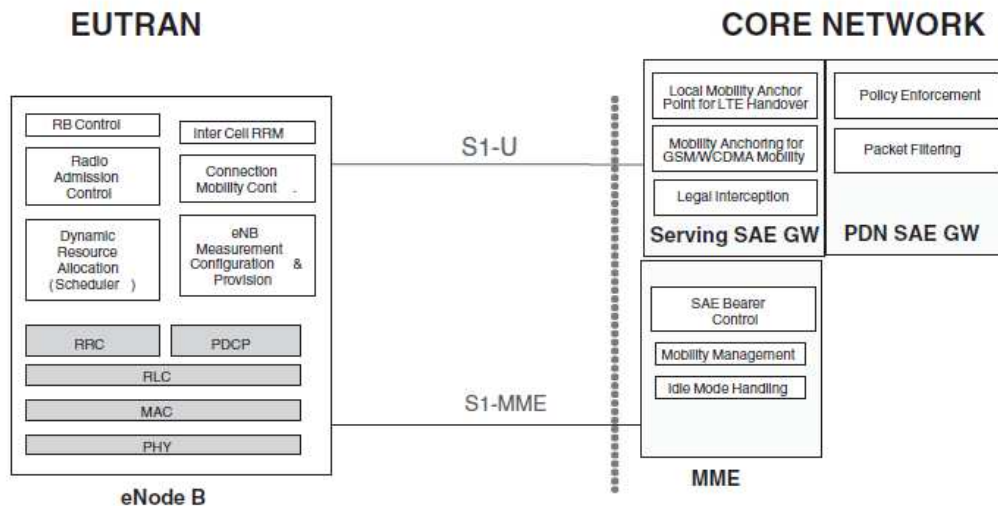 EUTRAN
CORE NETWORK
RB Control
Inter Cell RRM
Radio
Admission
Control
Connection
Mobility Cont .
Dynamic
Resource
Allocation
(Scheduler )
eNB
Measurement
Configuration &
Provision
RRC
PDCP
RLC
MAC
PHY
eNode B
S1-U
S1-MME
Local Mobility Anchor
Point for LTE Handover
Mobility Anchoring for
GSM/WCDMA Mobility
Legal Interception
Serving SAE GW
Policy Enforcement
Packet Filtering
PDN SAE GW
SAE Bearer
Control
Mobility Management
Idle Mode Handling
MME